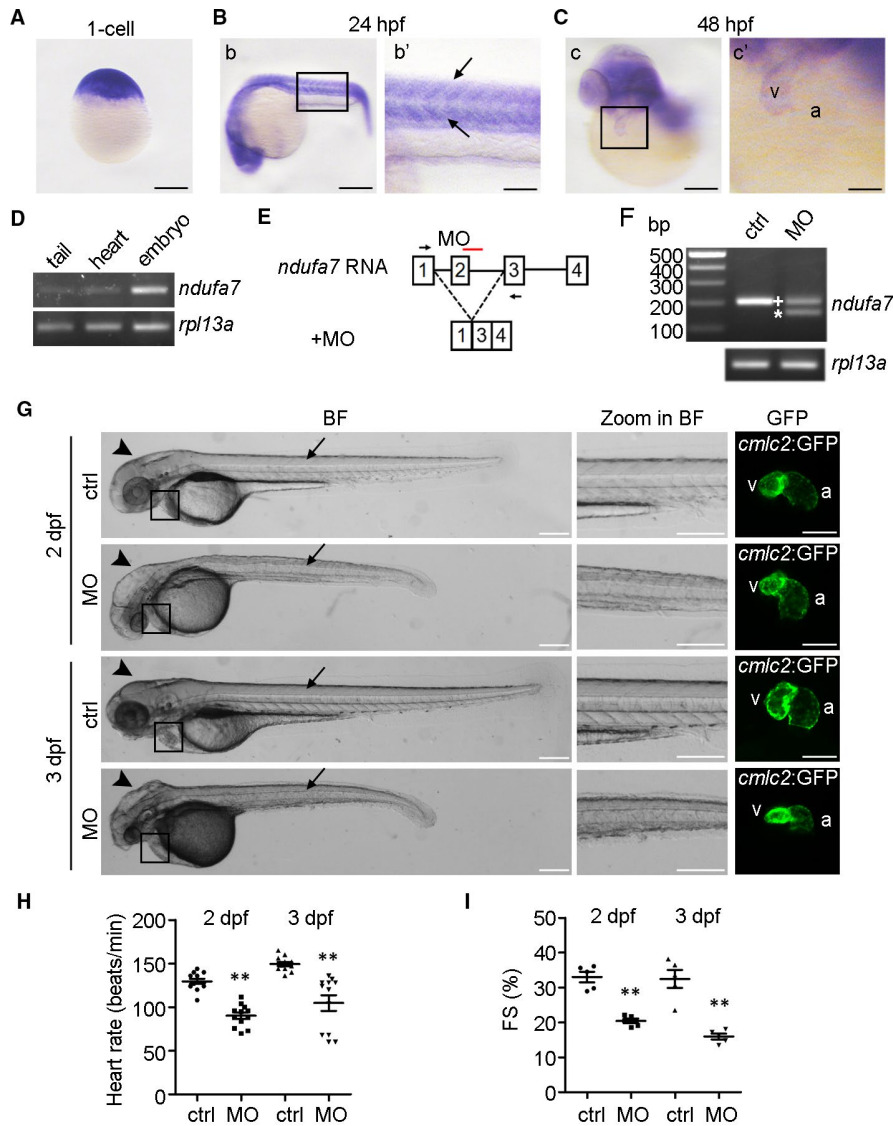 A
1-cell
B
24 hpf
b
b'
C
48 hpf
c
c'
v
a
D
tail
heart
embryo
ndufa7
rpl13a
E
MO
ndufa7 RNA
1
2
3
4
+MO
1
3
4
F
bp
ctrl
MO
500
400
300
200
100
+
*
ndufa7
rpl13a
G
BF
Zoom in BF
GFP
2 dpf
ctrl
cmlc2:GFP
v
a
MO
cmlc2:GFP
v
a
3 dpf
ctrl
cmlc2:GFP
v
a
MO
cmlc2:GFP
v
a
H
Heart rate (beats/min)
200
150
100
50
0
2 dpf
3 dpf
**
**
ctrl
MO
ctrl
MO
I
FS (%)
50
40
30
20
10
0
2 dpf
3 dpf
**
**
ctrl
MO
ctrl
MO